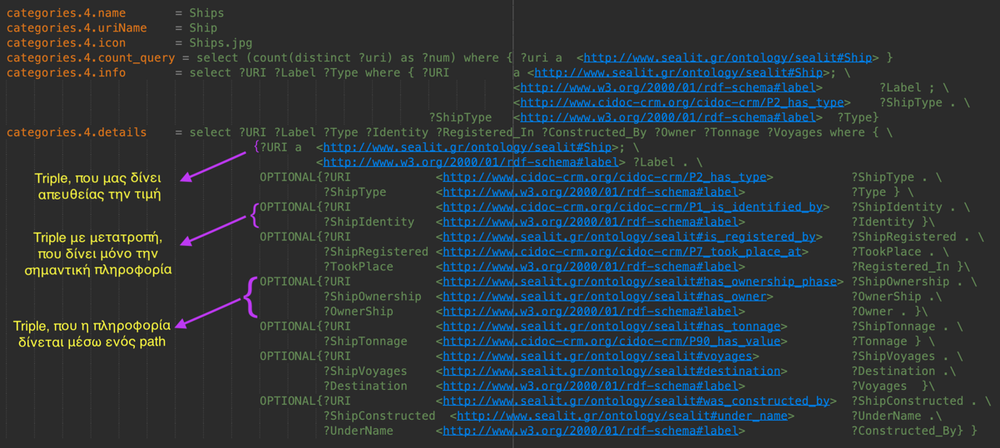 categories.4.name = Ships
categories.4.uriName = Ship
categories.4.icon = Ships.jpg
categories.4.count_query = select (count(distinct ?uri) as ?num) where { ?uri a <http://www.sealit.gr/ontology/sealit#Ship> }
categories.4.info = select ?URI ?Label ?Type where { ?URI a <http://www.sealit.gr/ontology/sealit#Ship>; \
<http://www.w3.org/2000/01/rdf-schema#label> ?Label ; \
<http://www.cidoc-crm.org/cidoc-crm/P2_has_type> ?ShipType . \
?ShipType <http://www.w3.org/2000/01/rdf-schema#label> ?Type}
categories.4.details = select ?URI ?Label ?Type ?Identity ?Registered_In ?Constructed_By ?Owner ?Tonnage ?Voyages where { \
{?URI a <http://www.sealit.gr/ontology/sealit#Ship>; \
<http://www.w3.org/2000/01/rdf-schema#label> ?Label . \
OPTIONAL{?URI <http://www.cidoc-crm.org/cidoc-crm/P2_has_type> ?ShipType . \
?ShipType <http://www.w3.org/2000/01/rdf-schema#label> ?Type } \
OPTIONAL{?URI <http://www.cidoc-crm.org/cidoc-crm/P1_is_identified_by> ?ShipIdentity . \
?ShipIdentity <http://www.w3.org/2000/01/rdf-schema#label> ?Identity }\
OPTIONAL{?URI <http://www.sealit.gr/ontology/sealit#is_registered_by> ?ShipRegistered . \
?ShipRegistered <http://www.cidoc-crm.org/cidoc-crm/P7_took_place_at> ?TookPlace . \
?TookPlace <http://www.w3.org/2000/01/rdf-schema#label> ?Registered_In }\
OPTIONAL{?URI <http://www.sealit.gr/ontology/sealit#has_ownership_phase> ?ShipOwnership . \
?ShipOwnership <http://www.sealit.gr/ontology/sealit#has_owner> ?OwnerShip .\
?OwnerShip <http://www.w3.org/2000/01/rdf-schema#label> ?Owner . }\
OPTIONAL{?URI <http://www.sealit.gr/ontology/sealit#has_tonnage> ?ShipTonnage . \
?ShipTonnage <http://www.cidoc-crm.org/cidoc-crm/P90_has_value> ?Tonnage } \
OPTIONAL{?URI <http://www.sealit.gr/ontology/sealit#voyages> ?ShipVoyages . \
?ShipVoyages <http://www.sealit.gr/ontology/sealit#destination> ?Destination .\
?Destination <http://www.w3.org/2000/01/rdf-schema#label> ?Voyages }\
OPTIONAL{?URI <http://www.sealit.gr/ontology/sealit#was_constructed_by> ?ShipConstructed . \
?ShipConstructed <http://www.sealit.gr/ontology/sealit#under_name> ?UnderName .\
?UnderName <http://www.w3.org/2000/01/rdf-schema#label> ?Constructed_By} }
Triple, που μας δίνει
απευθείας την τιμή
Triple με μετατροπή,
που δίνει μόνο την
σημαντική πληροφορία
Triple, που η πληροφορία
δίνεται μέσω ενός path